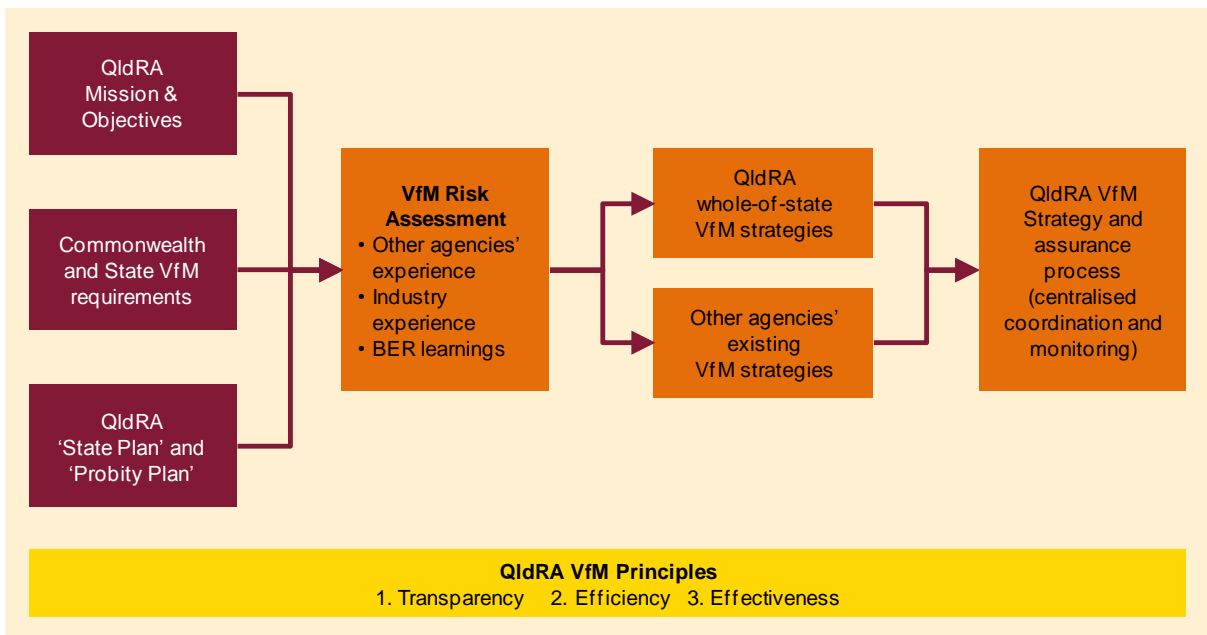 QldRA
Mission &
Objectives
Commonwealth
and State VfM
requirements
QldRA
‘State Plan’ and
‘Probity Plan’
VfM Risk
Assessment
• Other agencies’
experience
• Industry
experience
• BER learnings
QldRA
whole-of-state
VfM strategies
Other agencies’
existing
VfM strategies
QldRA VfM
Strategy and
assurance
process
(centralised
coordination and
monitoring)
QldRA VfM Principles
1. Transparency 2. Efficiency 3. Effectiveness